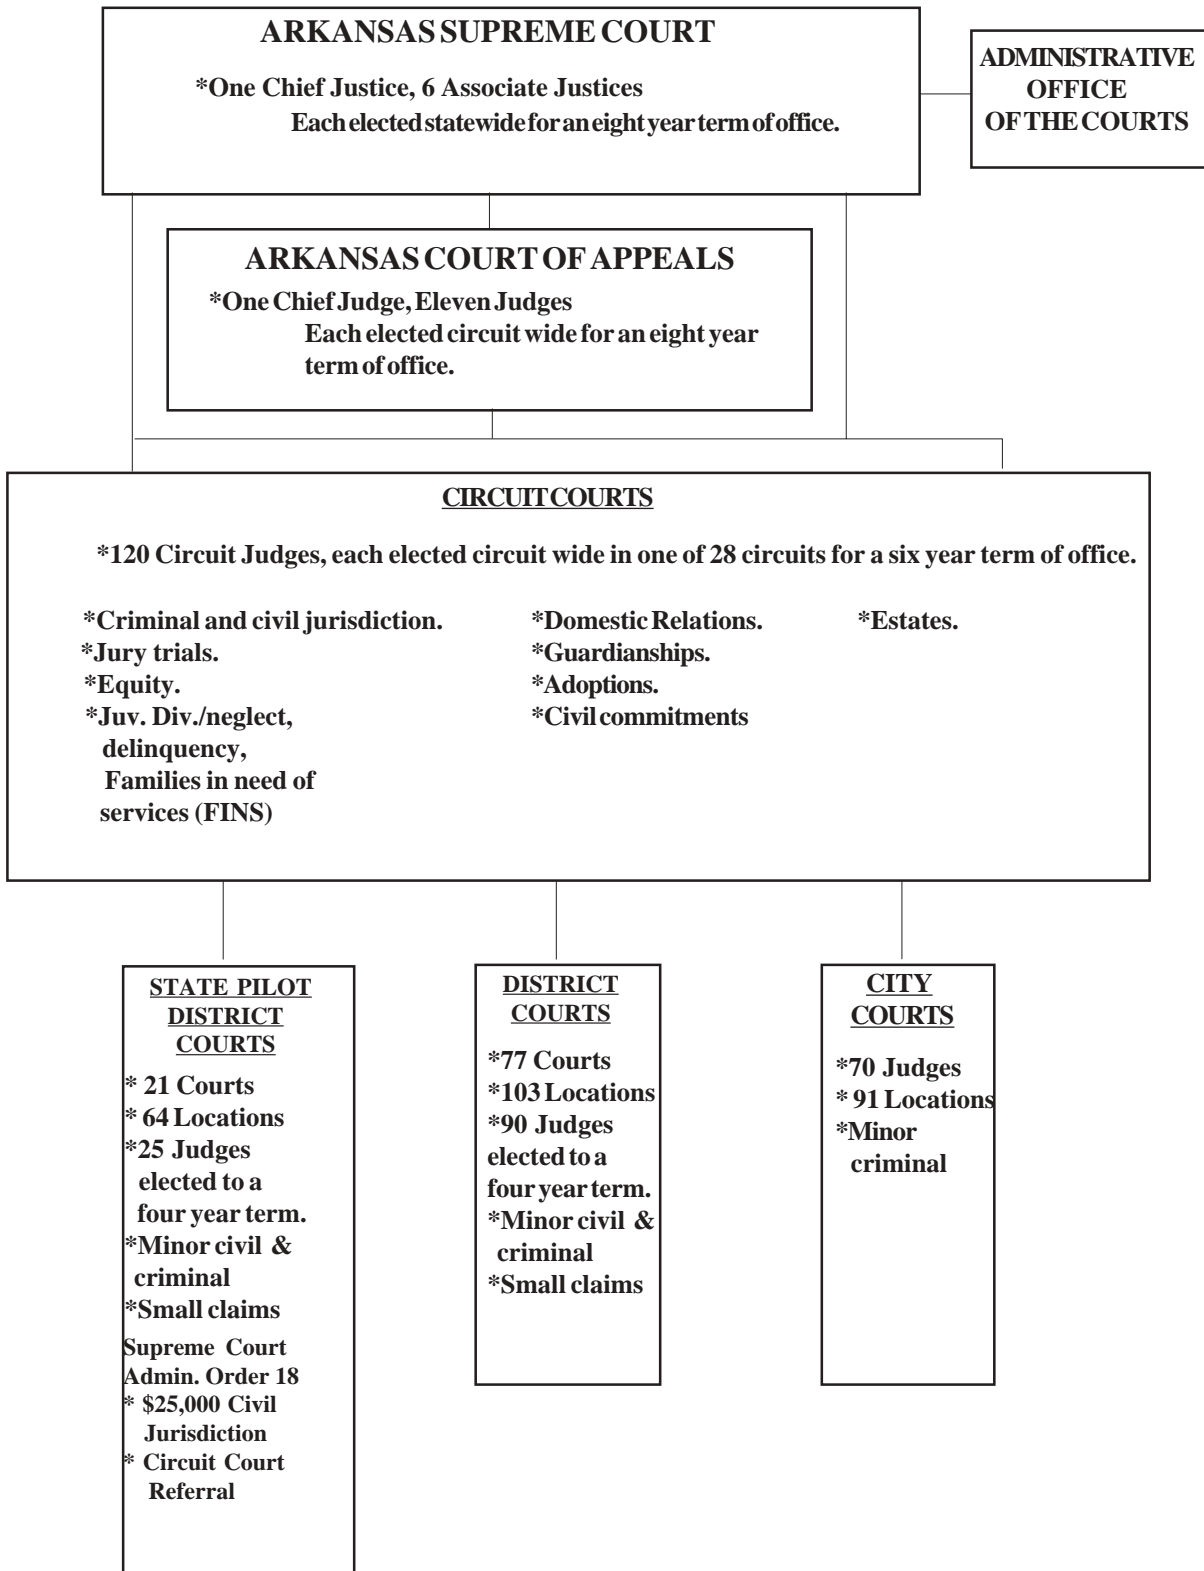 ARKANSAS SUPREME COURT
*One Chief Justice, 6 Associate Justices
Each elected statewide for an eight year term of office.
ADMINISTRATIVE
OFFICE
OF THE COURTS
ARKANSAS COURT OF APPEALS
*One Chief Judge, Eleven Judges
Each elected circuit wide for an eight year
term of office.
CIRCUIT COURTS
*120 Circuit Judges, each elected circuit wide in one of 28 circuits for a six year term of office.
*Criminal and civil jurisdiction.
*Jury trials.
*Equity.
*Juv. Div./neglect,
delinquency,
Families in need of
services (FINS)
*Domestic Relations.
*Guardianships.
*Adoptions.
*Civil commitments
*Estates.
STATE PILOT
DISTRICT
COURTS
* 21 Courts
* 64 Locations
*25 Judges
elected to a
four year term.
*Minor civil &
criminal
*Small claims
Supreme Court
Admin. Order 18
* $25,000 Civil
Jurisdiction
* Circuit Court
Referral
DISTRICT
COURTS
*77 Courts
*103 Locations
*90 Judges
elected to a
four year term.
*Minor civil &
criminal
*Small claims
CITY
COURTS
*70 Judges
* 91 Locations
*Minor
criminal